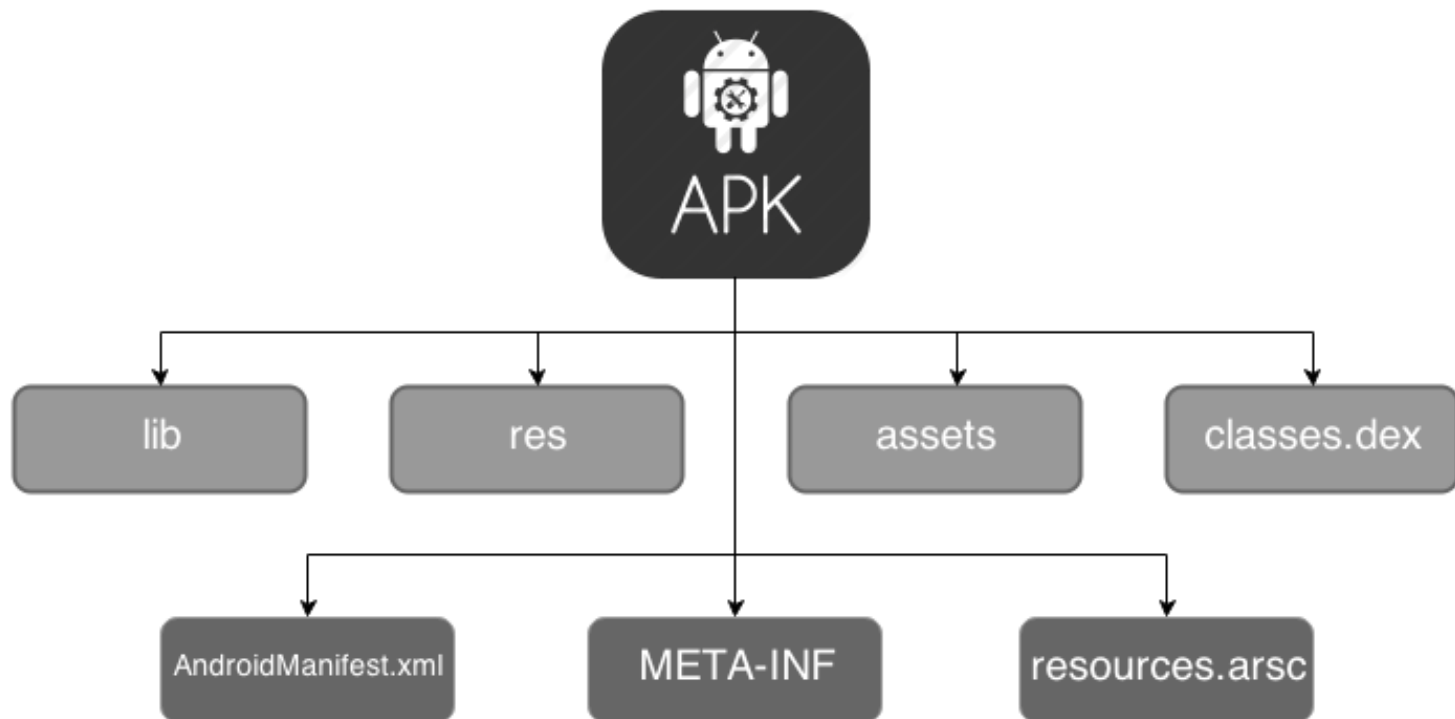 APK
lib
res
assets
classes.dex
AndroidManifest.xml
META-INF
resources.arsc